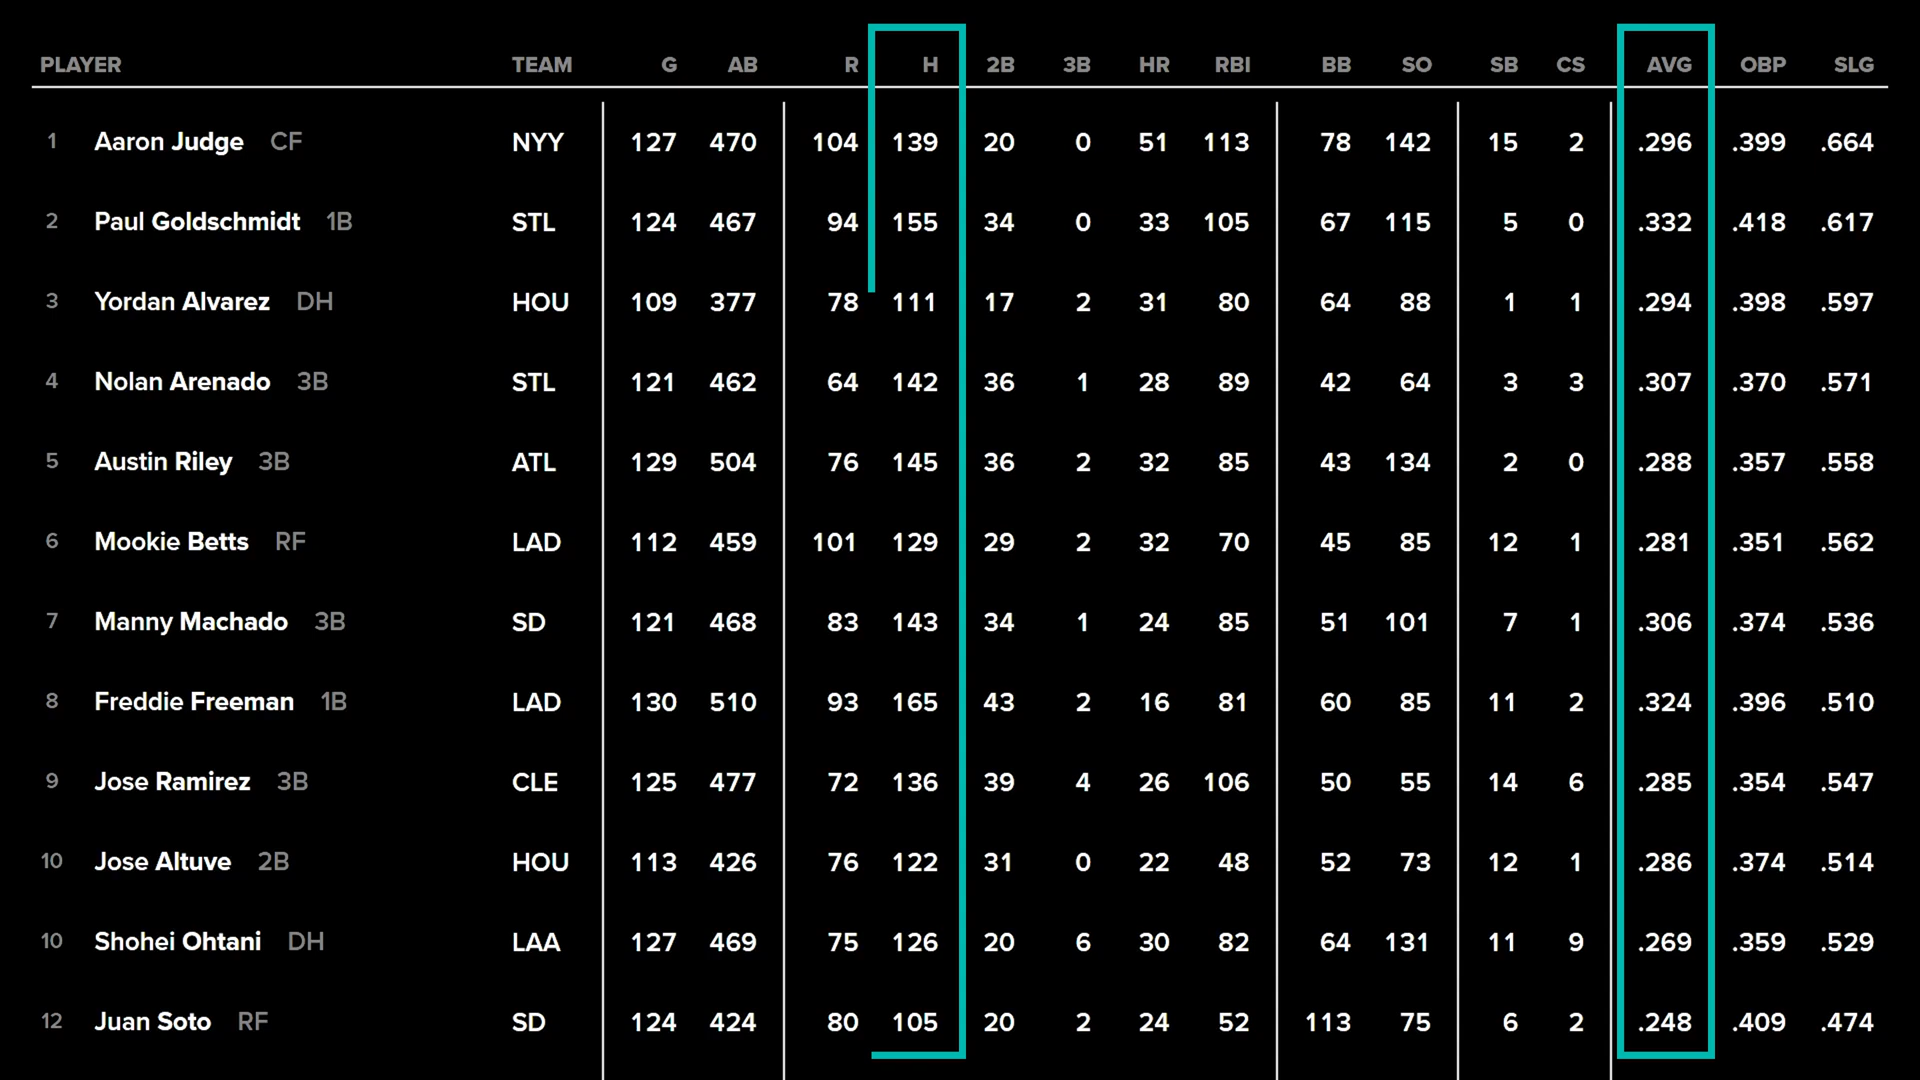 PLAYER TEAM G AB R H 2B 3B HR RBI BB SO SB CS AVG OBP SLG
1 Aaron Judge CF NYY 127 470 104 139 20 0 51 113 78 142 15 2 .296 .399 .664
2 Paul Goldschmidt 1B STL 124 467 94 155 34 0 33 105 67 115 5 0 .332 .418 .617
3 Yordan Alvarez DH HOU 109 377 78 111 17 2 31 80 64 88 1 1 .294 .398 .597
4 Nolan Arenado 3B STL 121 462 64 142 36 1 28 89 42 64 3 3 .307 .370 .571
5 Austin Riley 3B ATL 129 504 76 145 36 2 32 85 43 134 2 0 .288 .357 .558
6 Mookie Betts RF LAD 112 459 101 129 29 2 32 70 45 85 12 1 .281 .351 .562
7 Manny Machado 3B SD 121 468 83 143 34 1 24 85 51 101 7 1 .306 .374 .536
8 Freddie Freeman 1B LAD 130 510 93 165 43 2 16 81 60 85 11 2 .324 .396 .510
9 Jose Ramirez 3B CLE 125 477 72 136 39 4 26 106 50 55 14 6 .285 .354 .547
10 Jose Altuve 2B HOU 113 426 76 122 31 0 22 48 52 73 12 1 .286 .374 .514
10 Shohei Ohtani DH LAA 127 469 75 126 20 6 30 82 64 131 11 9 .269 .359 .529
12 Juan Soto RF SD 124 424 80 105 20 2 24 52 113 75 6 2 .248 .409 .474